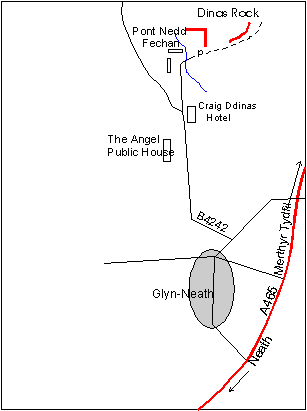 Dinas Rock
Pont Nedd
Fechan
P
Craig Ddinas
Hotel
The Angel
Public House
B4242
Merthyr Tydfil
Glyn-Neath
A465
Neath